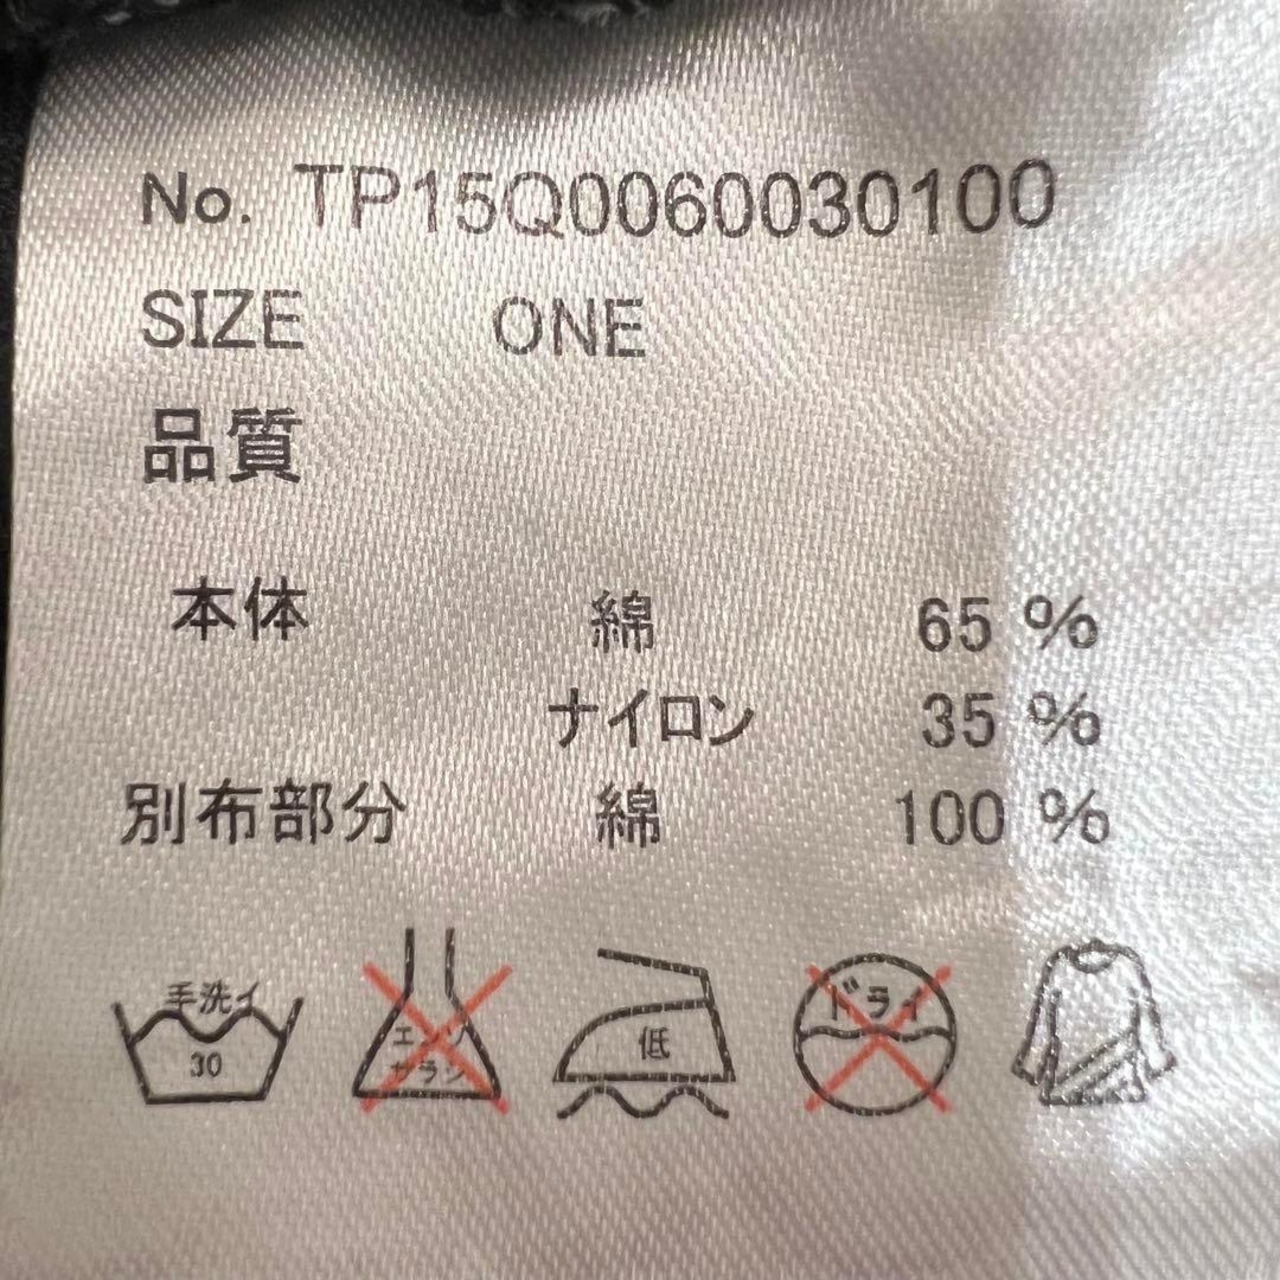 No. TP15Q0060030100
SIZE ONE
品質
本体 綿 65 %
ナイロン 35 %
別布部分 綿 100 %
手洗イ
30
エンソ
サラシ
低
ドライ